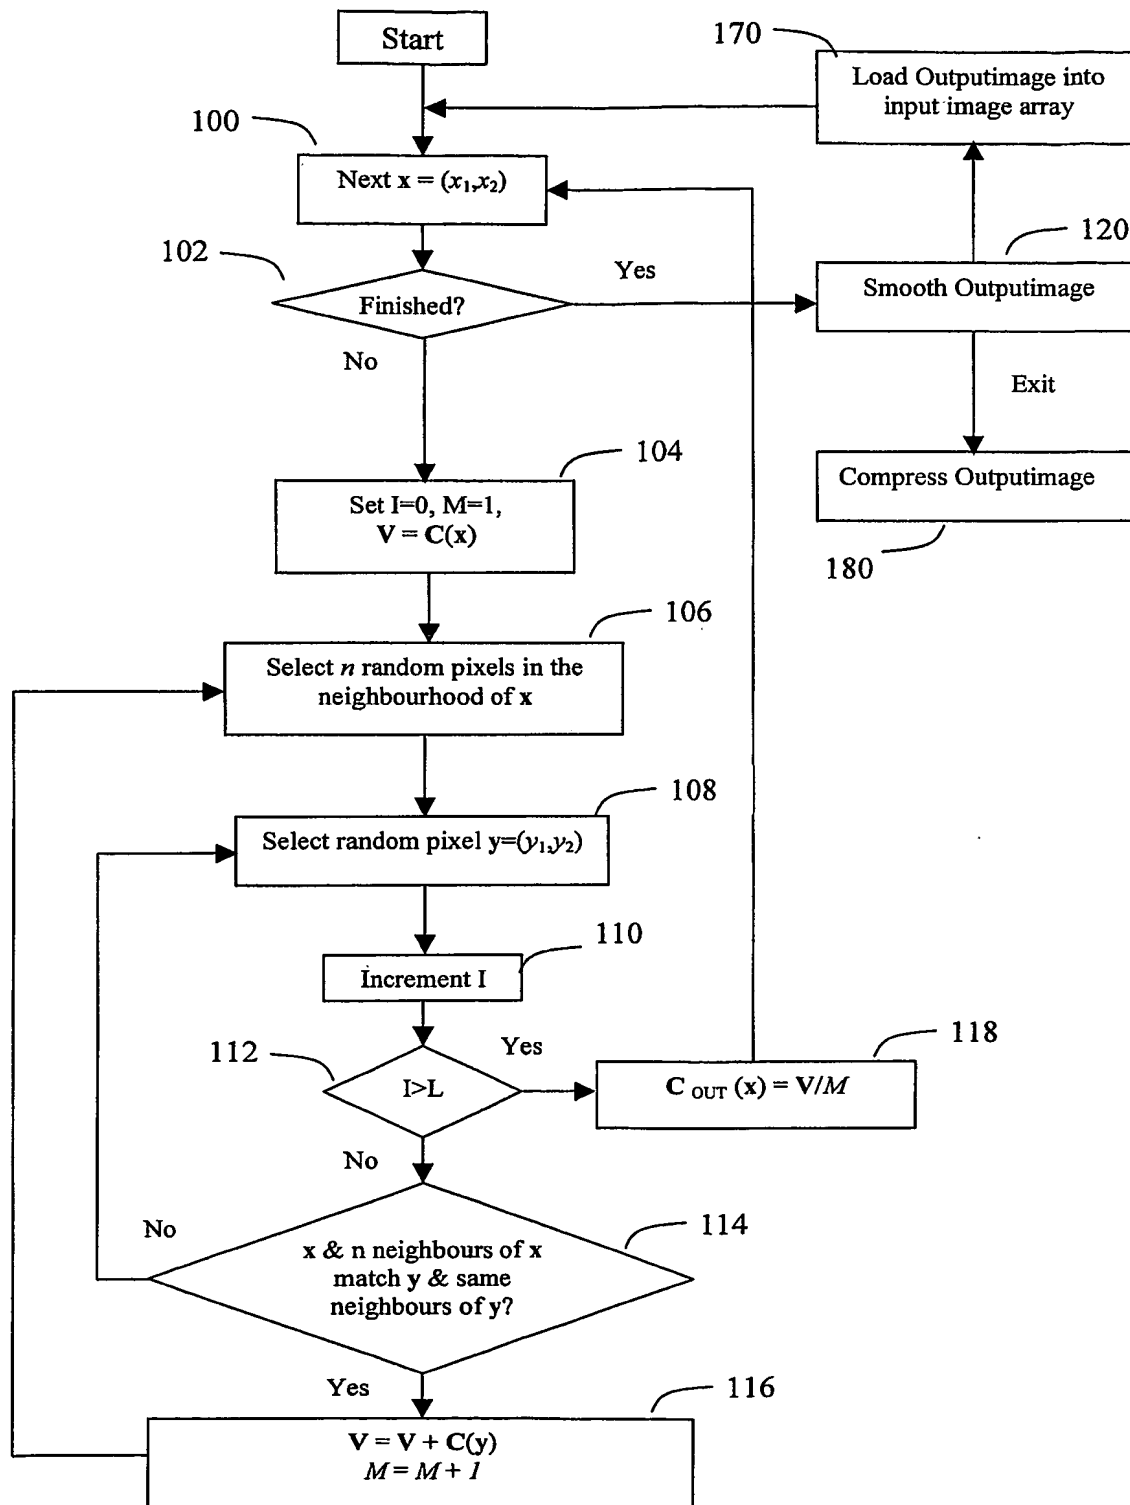 Start
170
Load Outputimage into
input image array
100
Next x = (x₁,x₂)
102
Finished?
Yes
No
120
Smooth Outputimage
Exit
Compress Outputimage
180
104
Set I=0, M=1,
V = C(x)
106
Select n random pixels in the
neighbourhood of x
108
Select random pixel y=(y₁,y₂)
110
Increment I
112
I>L
Yes
No
118
C OUT (x) = V/M
114
x & n neighbours of x
match y & same
neighbours of y?
No
Yes
116
V = V + C(y)
M = M + 1